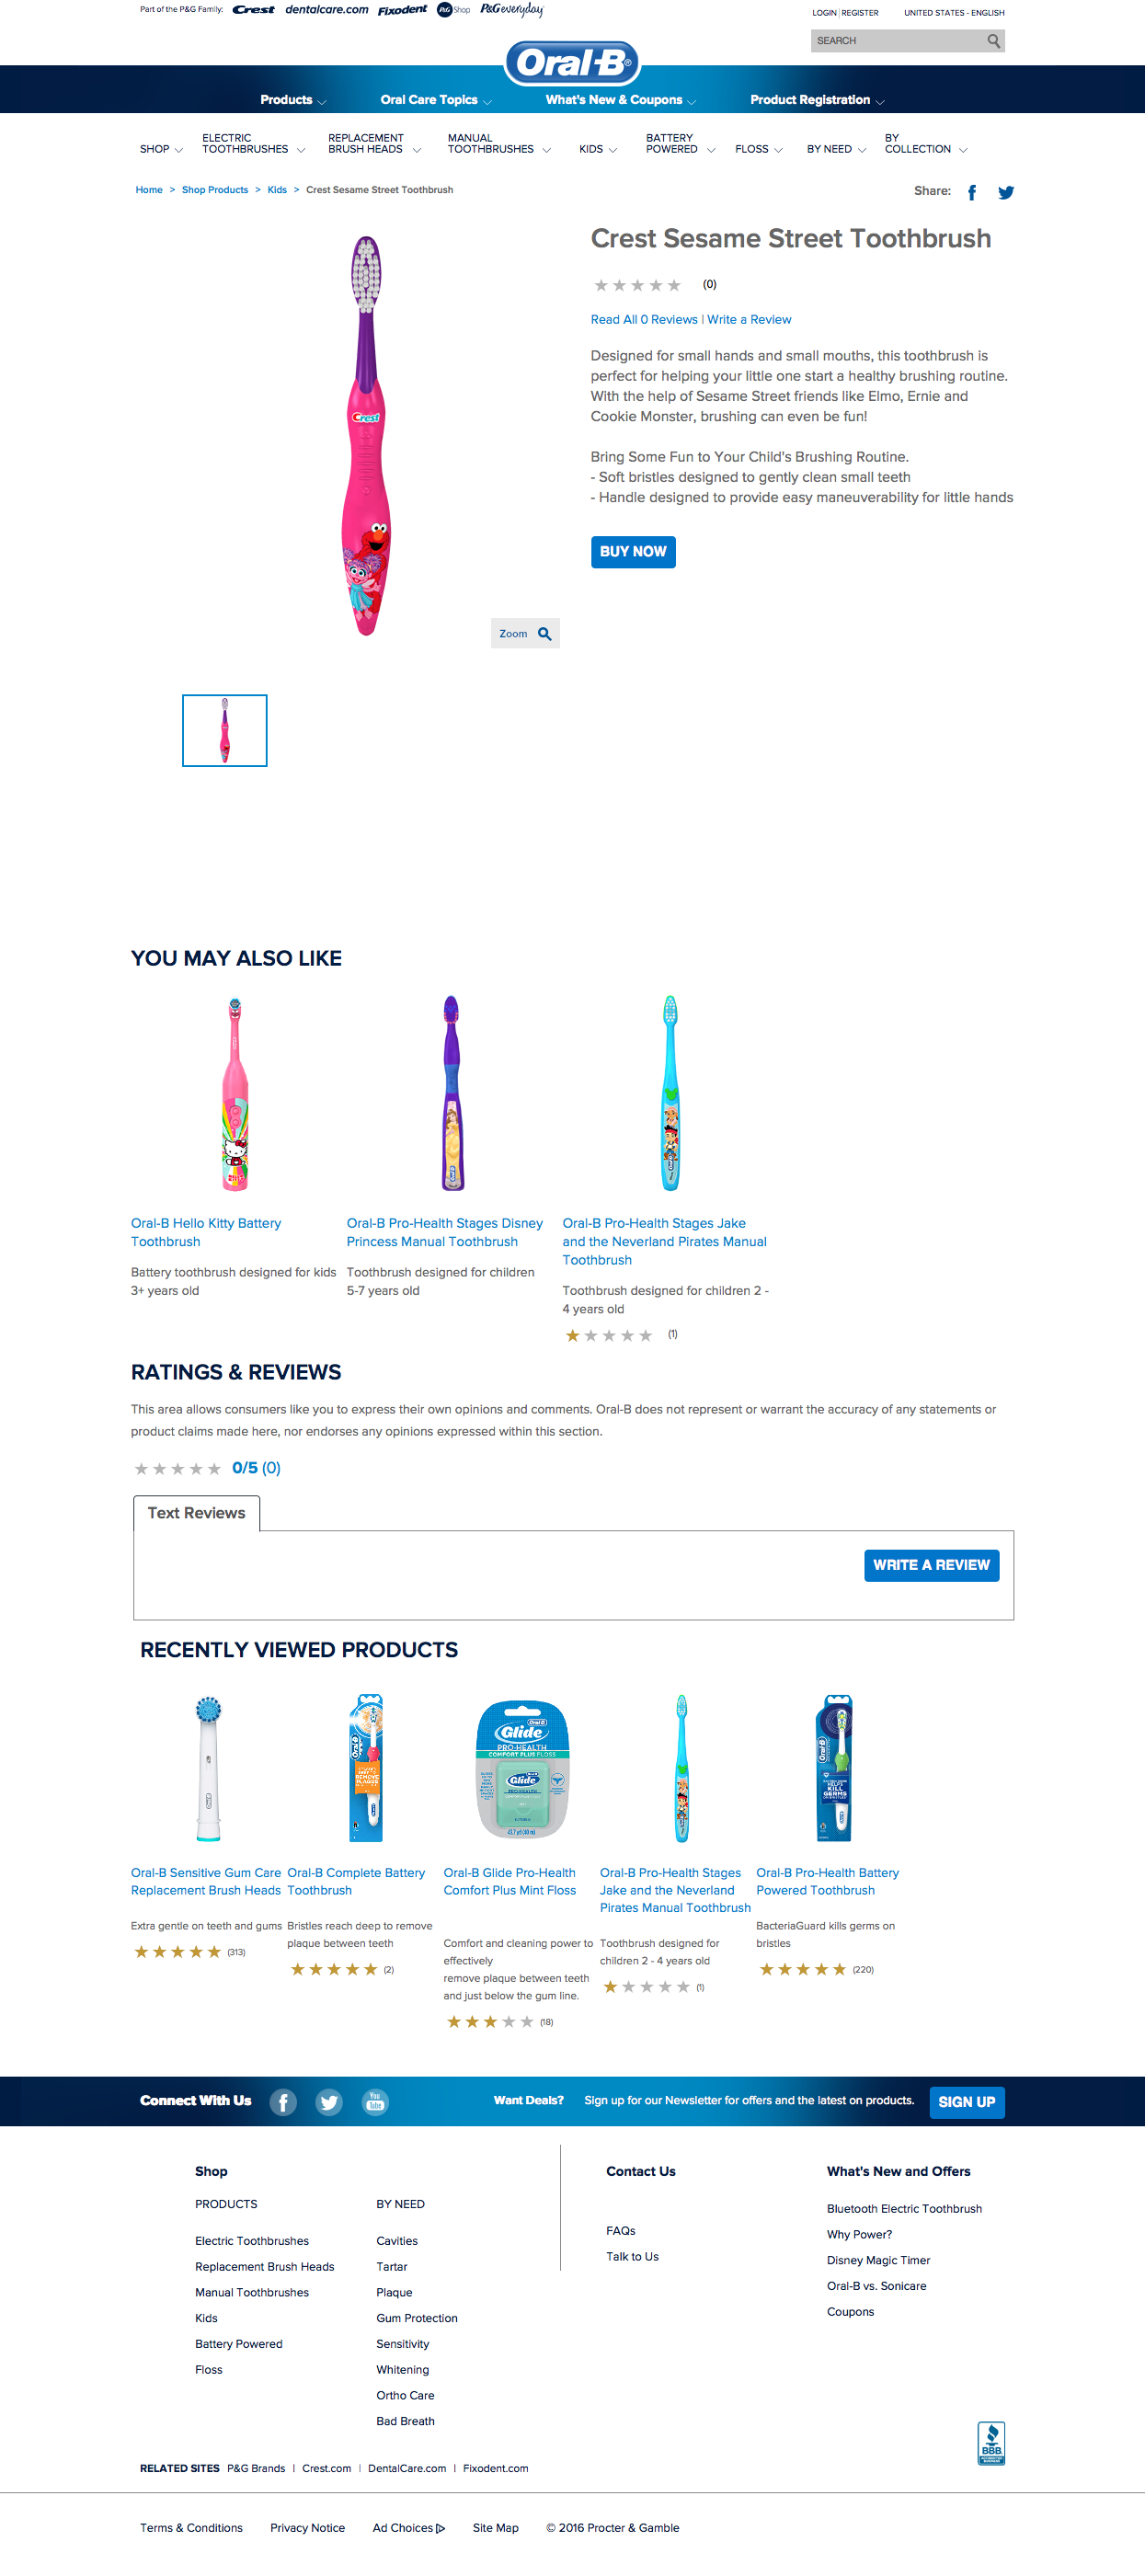 Part of the P&G Family: Crest dentalcare.com Fixodent P&G Shop P&G everyday
LOGIN | REGISTER UNITED STATES - ENGLISH
SEARCH
Oral-B®
Products Oral Care Topics What's New & Coupons Product Registration
SHOP ELECTRIC TOOTHBRUSHES REPLACEMENT BRUSH HEADS MANUAL TOOTHBRUSHES KIDS BATTERY POWERED FLOSS BY NEED BY COLLECTION
Home > Shop Products > Kids > Crest Sesame Street Toothbrush
Share:
Crest Sesame Street Toothbrush
(0)
Read All 0 Reviews | Write a Review
Designed for small hands and small mouths, this toothbrush is
perfect for helping your little one start a healthy brushing routine.
With the help of Sesame Street friends like Elmo, Ernie and
Cookie Monster, brushing can even be fun!
Bring Some Fun to Your Child's Brushing Routine.
- Soft bristles designed to gently clean small teeth
- Handle designed to provide easy maneuverability for little hands
BUY NOW
Crest
Zoom
YOU MAY ALSO LIKE
Oral-B Hello Kitty Battery
Toothbrush
Battery toothbrush designed for kids
3+ years old
Oral-B Pro-Health Stages Disney
Princess Manual Toothbrush
Toothbrush designed for children
5-7 years old
Oral-B Pro-Health Stages Jake
and the Neverland Pirates Manual
Toothbrush
Toothbrush designed for children 2 -
4 years old
(1)
RATINGS & REVIEWS
This area allows consumers like you to express their own opinions and comments. Oral-B does not represent or warrant the accuracy of any statements or
product claims made here, nor endorses any opinions expressed within this section.
0/5 (0)
Text Reviews
WRITE A REVIEW
RECENTLY VIEWED PRODUCTS
Oral-B
Oral-B
Glide
PRO-HEALTH
COMFORT PLUS FLOSS
Glide
PRO-HEALTH
Oral-B
KILL
GERMS
Oral-B Sensitive Gum Care
Replacement Brush Heads
Extra gentle on teeth and gums
(313)
Oral-B Complete Battery
Toothbrush
Bristles reach deep to remove
plaque between teeth
(2)
Oral-B Glide Pro-Health
Comfort Plus Mint Floss
Comfort and cleaning power to
effectively
remove plaque between teeth
and just below the gum line.
(18)
Oral-B Pro-Health Stages
Jake and the Neverland
Pirates Manual Toothbrush
Toothbrush designed for
children 2 - 4 years old
(1)
Oral-B Pro-Health Battery
Powered Toothbrush
BacteriaGuard kills germs on
bristles
(220)
Connect With Us
You Tube
Want Deals? Sign up for our Newsletter for offers and the latest on products. SIGN UP
Shop
PRODUCTS
Electric Toothbrushes
Replacement Brush Heads
Manual Toothbrushes
Kids
Battery Powered
Floss
BY NEED
Cavities
Tartar
Plaque
Gum Protection
Sensitivity
Whitening
Ortho Care
Bad Breath
Contact Us
FAQs
Talk to Us
What's New and Offers
Bluetooth Electric Toothbrush
Why Power?
Disney Magic Timer
Oral-B vs. Sonicare
Coupons
BBB
RELATED SITES P&G Brands | Crest.com | DentalCare.com | Fixodent.com
Terms & Conditions Privacy Notice Ad Choices Site Map © 2016 Procter & Gamble